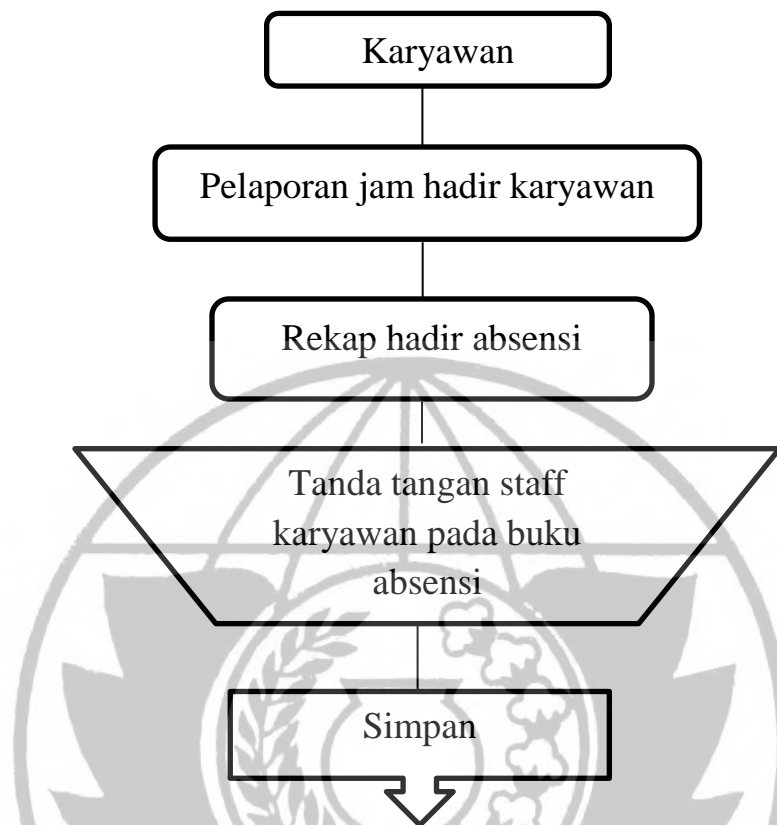 Karyawan
Pelaporan jam hadir karyawan
Rekap hadir absensi
Tanda tangan staff
karyawan pada buku
absensi
Simpan